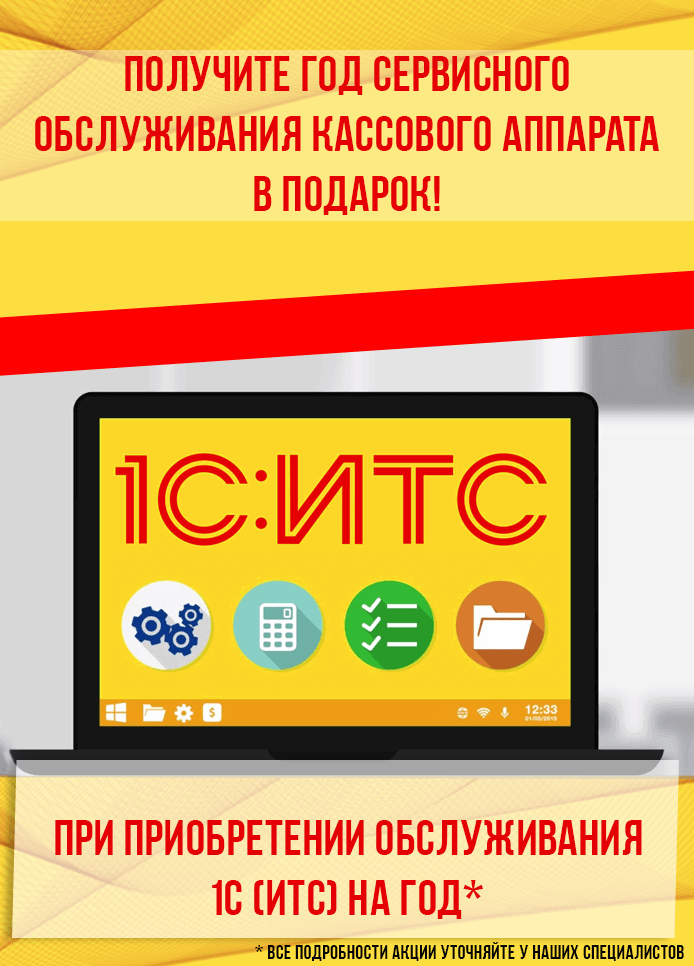 ПОЛУЧИТЕ ГОД СЕРВИСНОГО
ОБСЛУЖИВАНИЯ КАССОВОГО АППАРАТА
В ПОДАРОК!
1С:ИТС
$
12:33
ПРИ ПРИОБРЕТЕНИИ ОБСЛУЖИВАНИЯ
1С (ИТС) НА ГОД*
* ВСЕ ПОДРОБНОСТИ АКЦИИ УТОЧНЯЙТЕ У НАШИХ СПЕЦИАЛИСТОВ